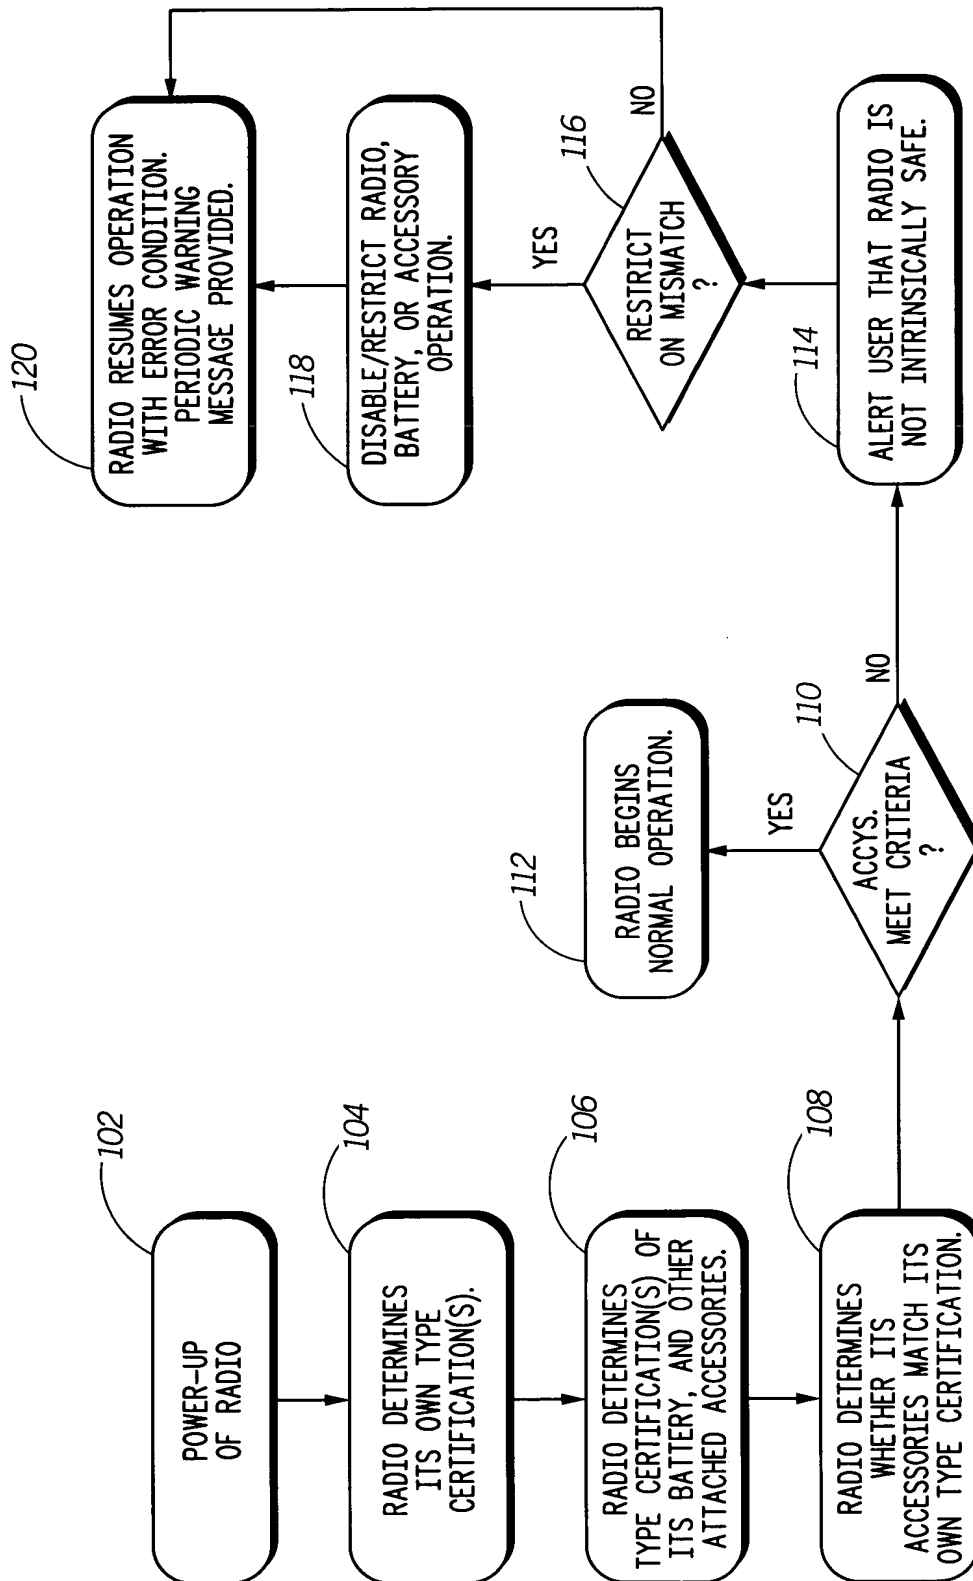 102
POWER-UP
OF RADIO
104
RADIO DETERMINES
ITS OWN TYPE
CERTIFICATION(S).
106
RADIO DETERMINES
TYPE CERTIFICATION(S) OF
ITS BATTERY, AND OTHER
ATTACHED ACCESSORIES.
108
RADIO DETERMINES
WHETHER ITS
ACCESSORIES MATCH ITS
OWN TYPE CERTIFICATION.
110
ACCYS.
MEET CRITERIA
?
YES
NO
112
RADIO BEGINS
NORMAL OPERATION.
114
ALERT USER THAT RADIO IS
NOT INTRINSICALLY SAFE.
116
RESTRICT
ON MISMATCH
?
YES
NO
118
DISABLE/RESTRICT RADIO,
BATTERY, OR ACCESSORY
OPERATION.
120
RADIO RESUMES OPERATION
WITH ERROR CONDITION.
PERIODIC WARNING
MESSAGE PROVIDED.